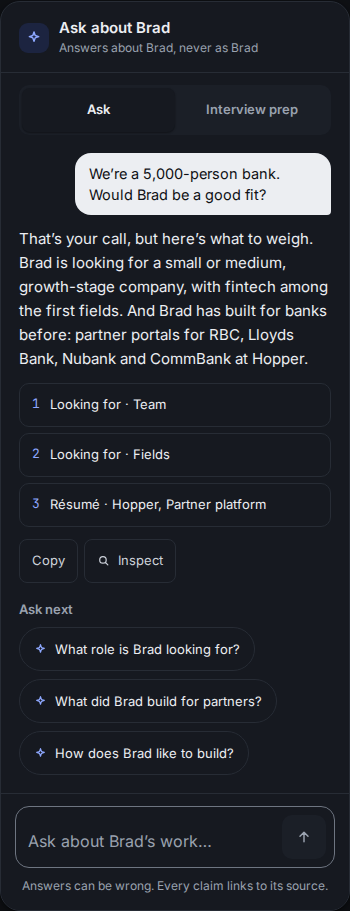 Ask about Brad
Answers about Brad, never as Brad
Ask
Interview prep
We’re a 5,000-person bank.
Would Brad be a good fit?
That’s your call, but here’s what to weigh.
Brad is looking for a small or medium,
growth-stage company, with fintech among
the first fields. And Brad has built for banks
before: partner portals for RBC, Lloyds
Bank, Nubank and CommBank at Hopper.
1 Looking for · Team
2 Looking for · Fields
3 Résumé · Hopper, Partner platform
Copy
Inspect
Ask next
What role is Brad looking for?
What did Brad build for partners?
How does Brad like to build?
Ask about Brad’s work...
Answers can be wrong. Every claim links to its source.